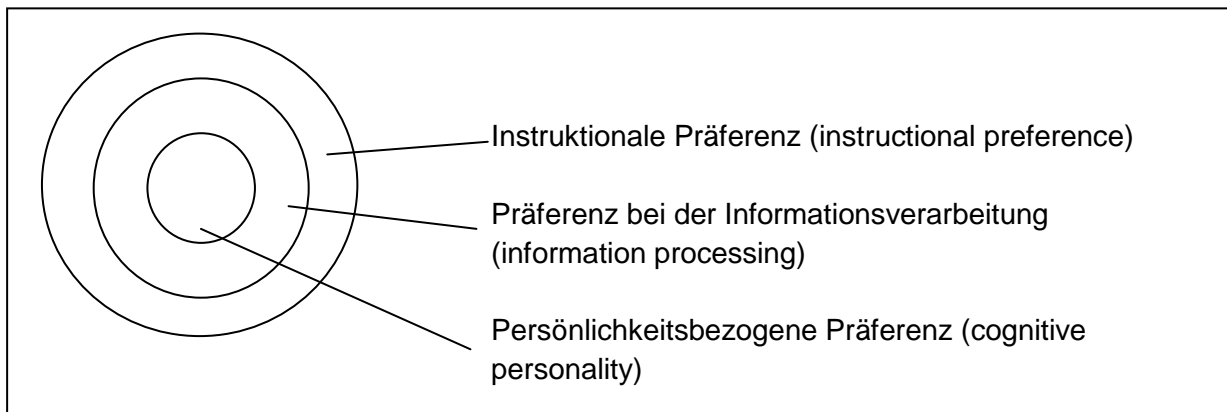 Instruktionale Präferenz (instructional preference)
Präferenz bei der Informationsverarbeitung
(information processing)
Persönlichkeitsbezogene Präferenz (cognitive
personality)